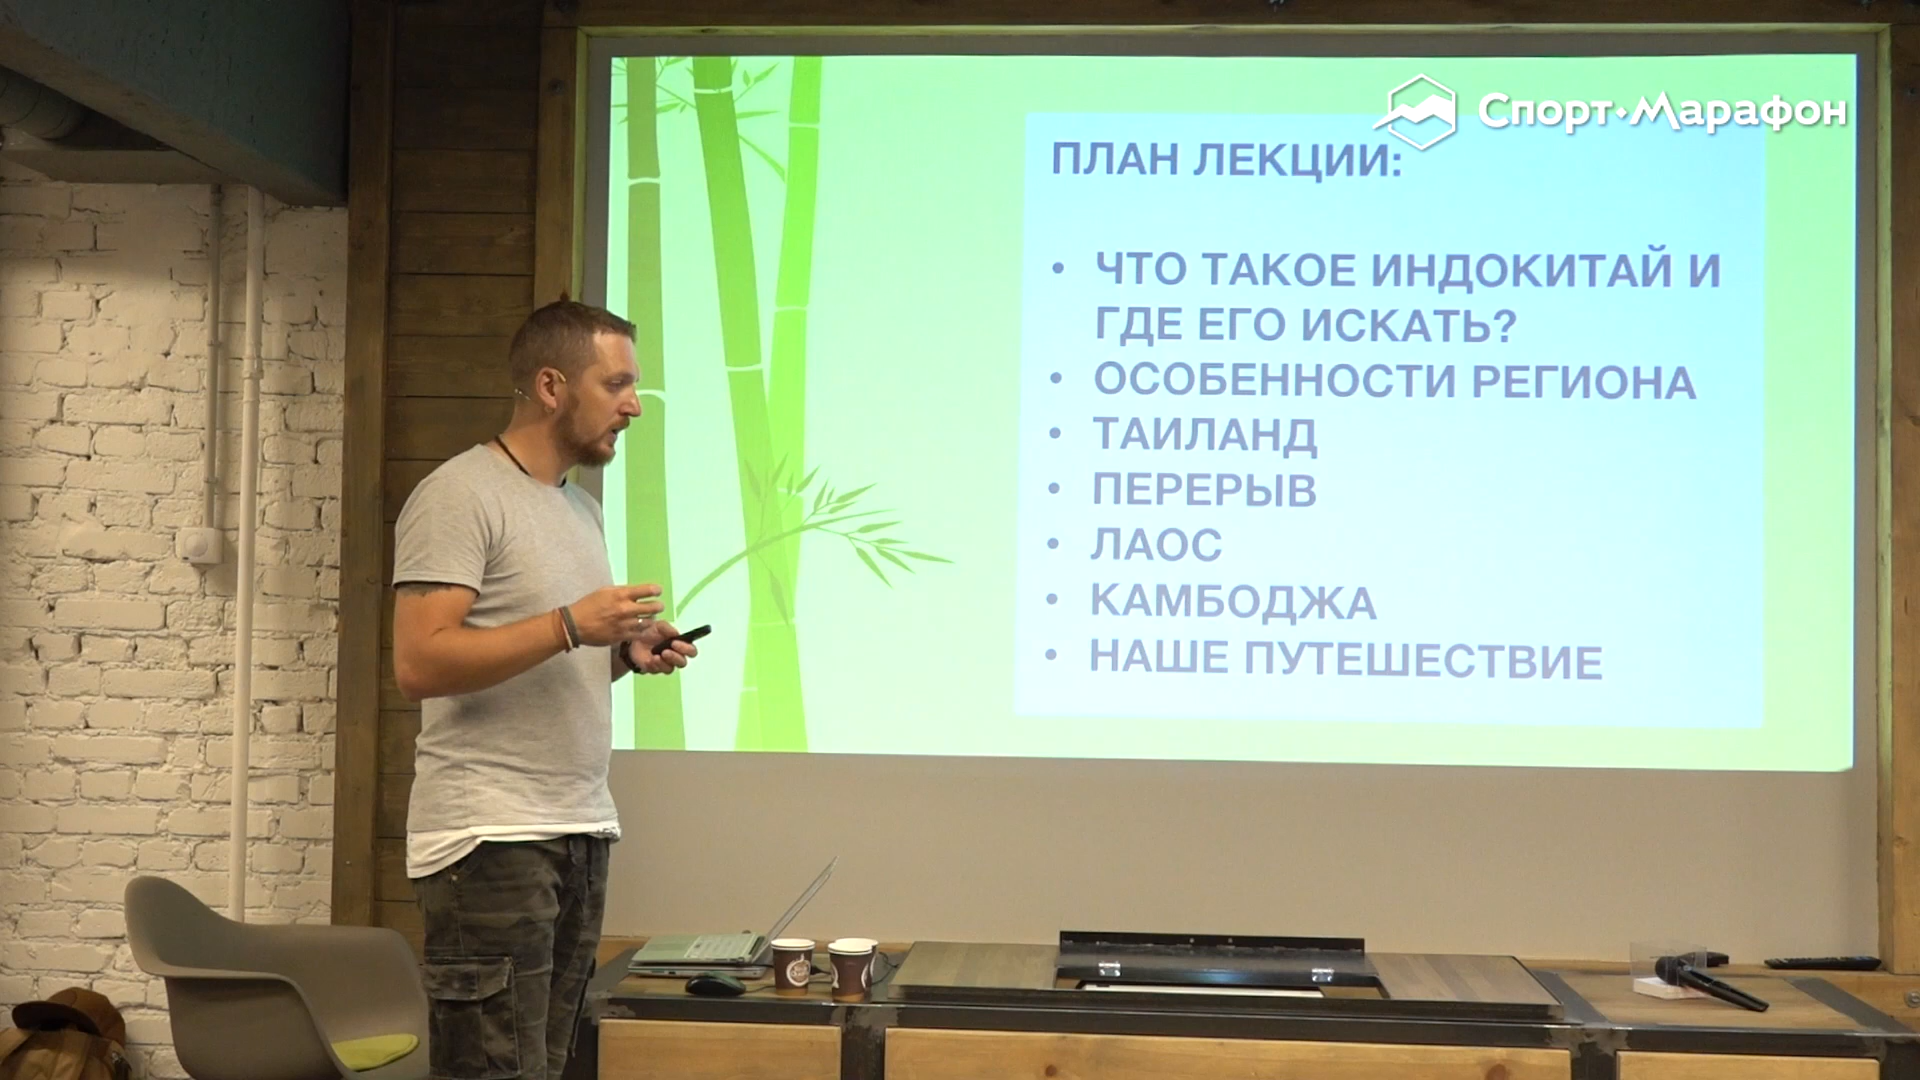 Спорт-Марафон
ПЛАН ЛЕКЦИИ:
• ЧТО ТАКОЕ ИНДОКИТАЙ И
ГДЕ ЕГО ИСКАТЬ?
• ОСОБЕННОСТИ РЕГИОНА
• ТАИЛАНД
• ПЕРЕРЫВ
• ЛАОС
• КАМБОДЖА
• НАШЕ ПУТЕШЕСТВИЕ